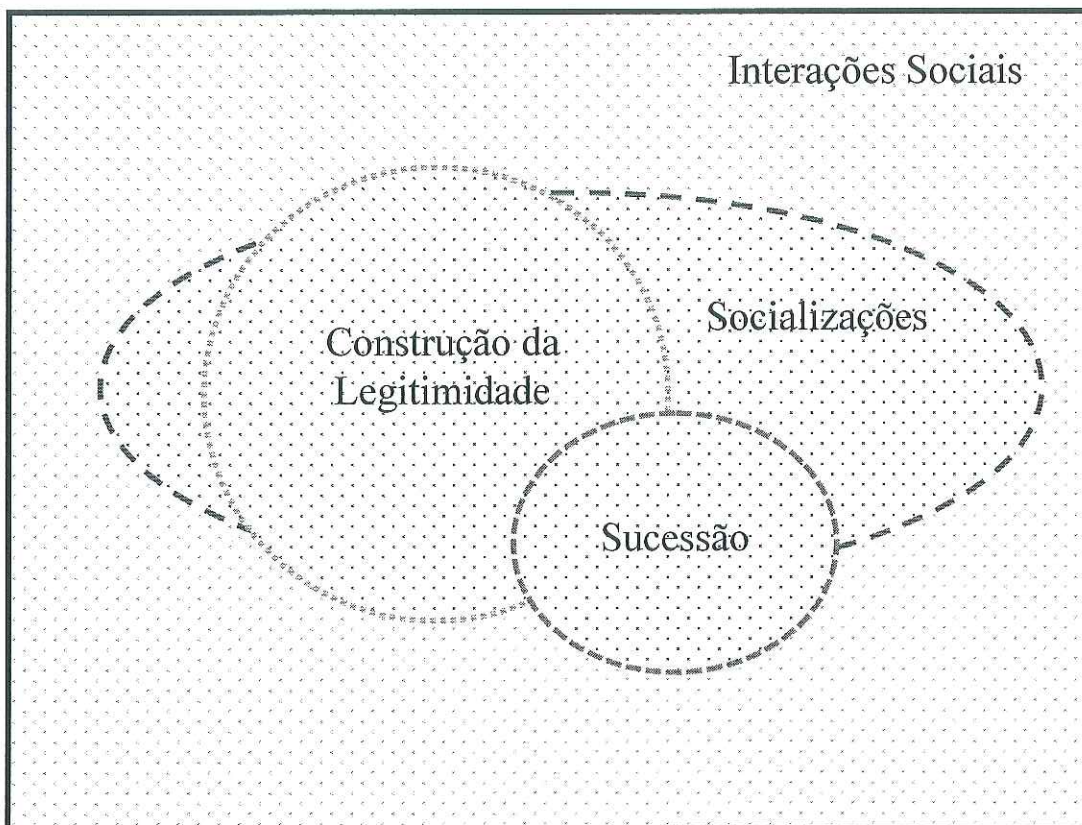 Interações Sociais
Socializações
Construção da
Legitimidade
Sucessão